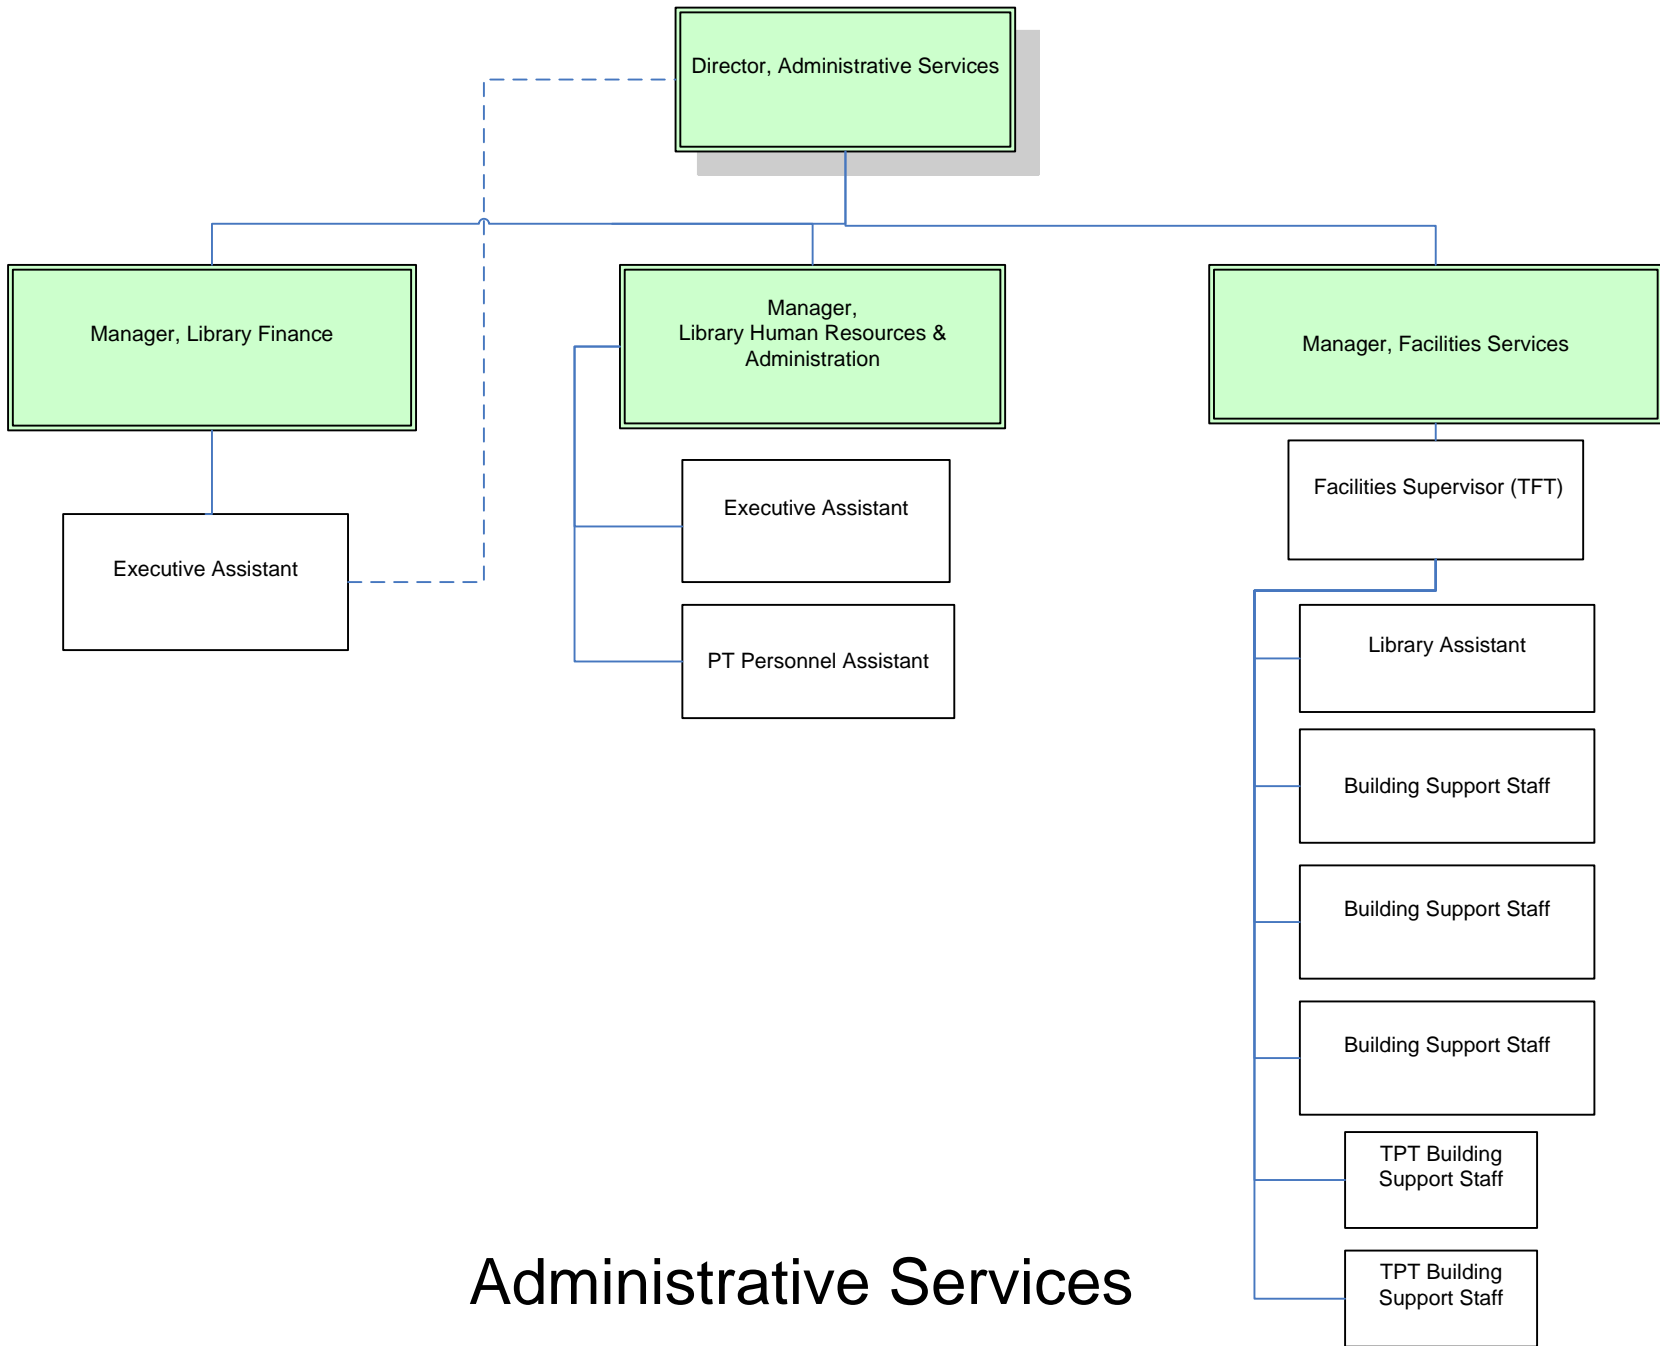 Director, Administrative Services
Manager, Library Finance
Manager,
Library Human Resources &
Administration
Manager, Facilities Services
Executive Assistant
Executive Assistant
PT Personnel Assistant
Facilities Supervisor (TFT)
Library Assistant
Building Support Staff
Building Support Staff
Building Support Staff
TPT Building
Support Staff
TPT Building
Support Staff
Administrative Services